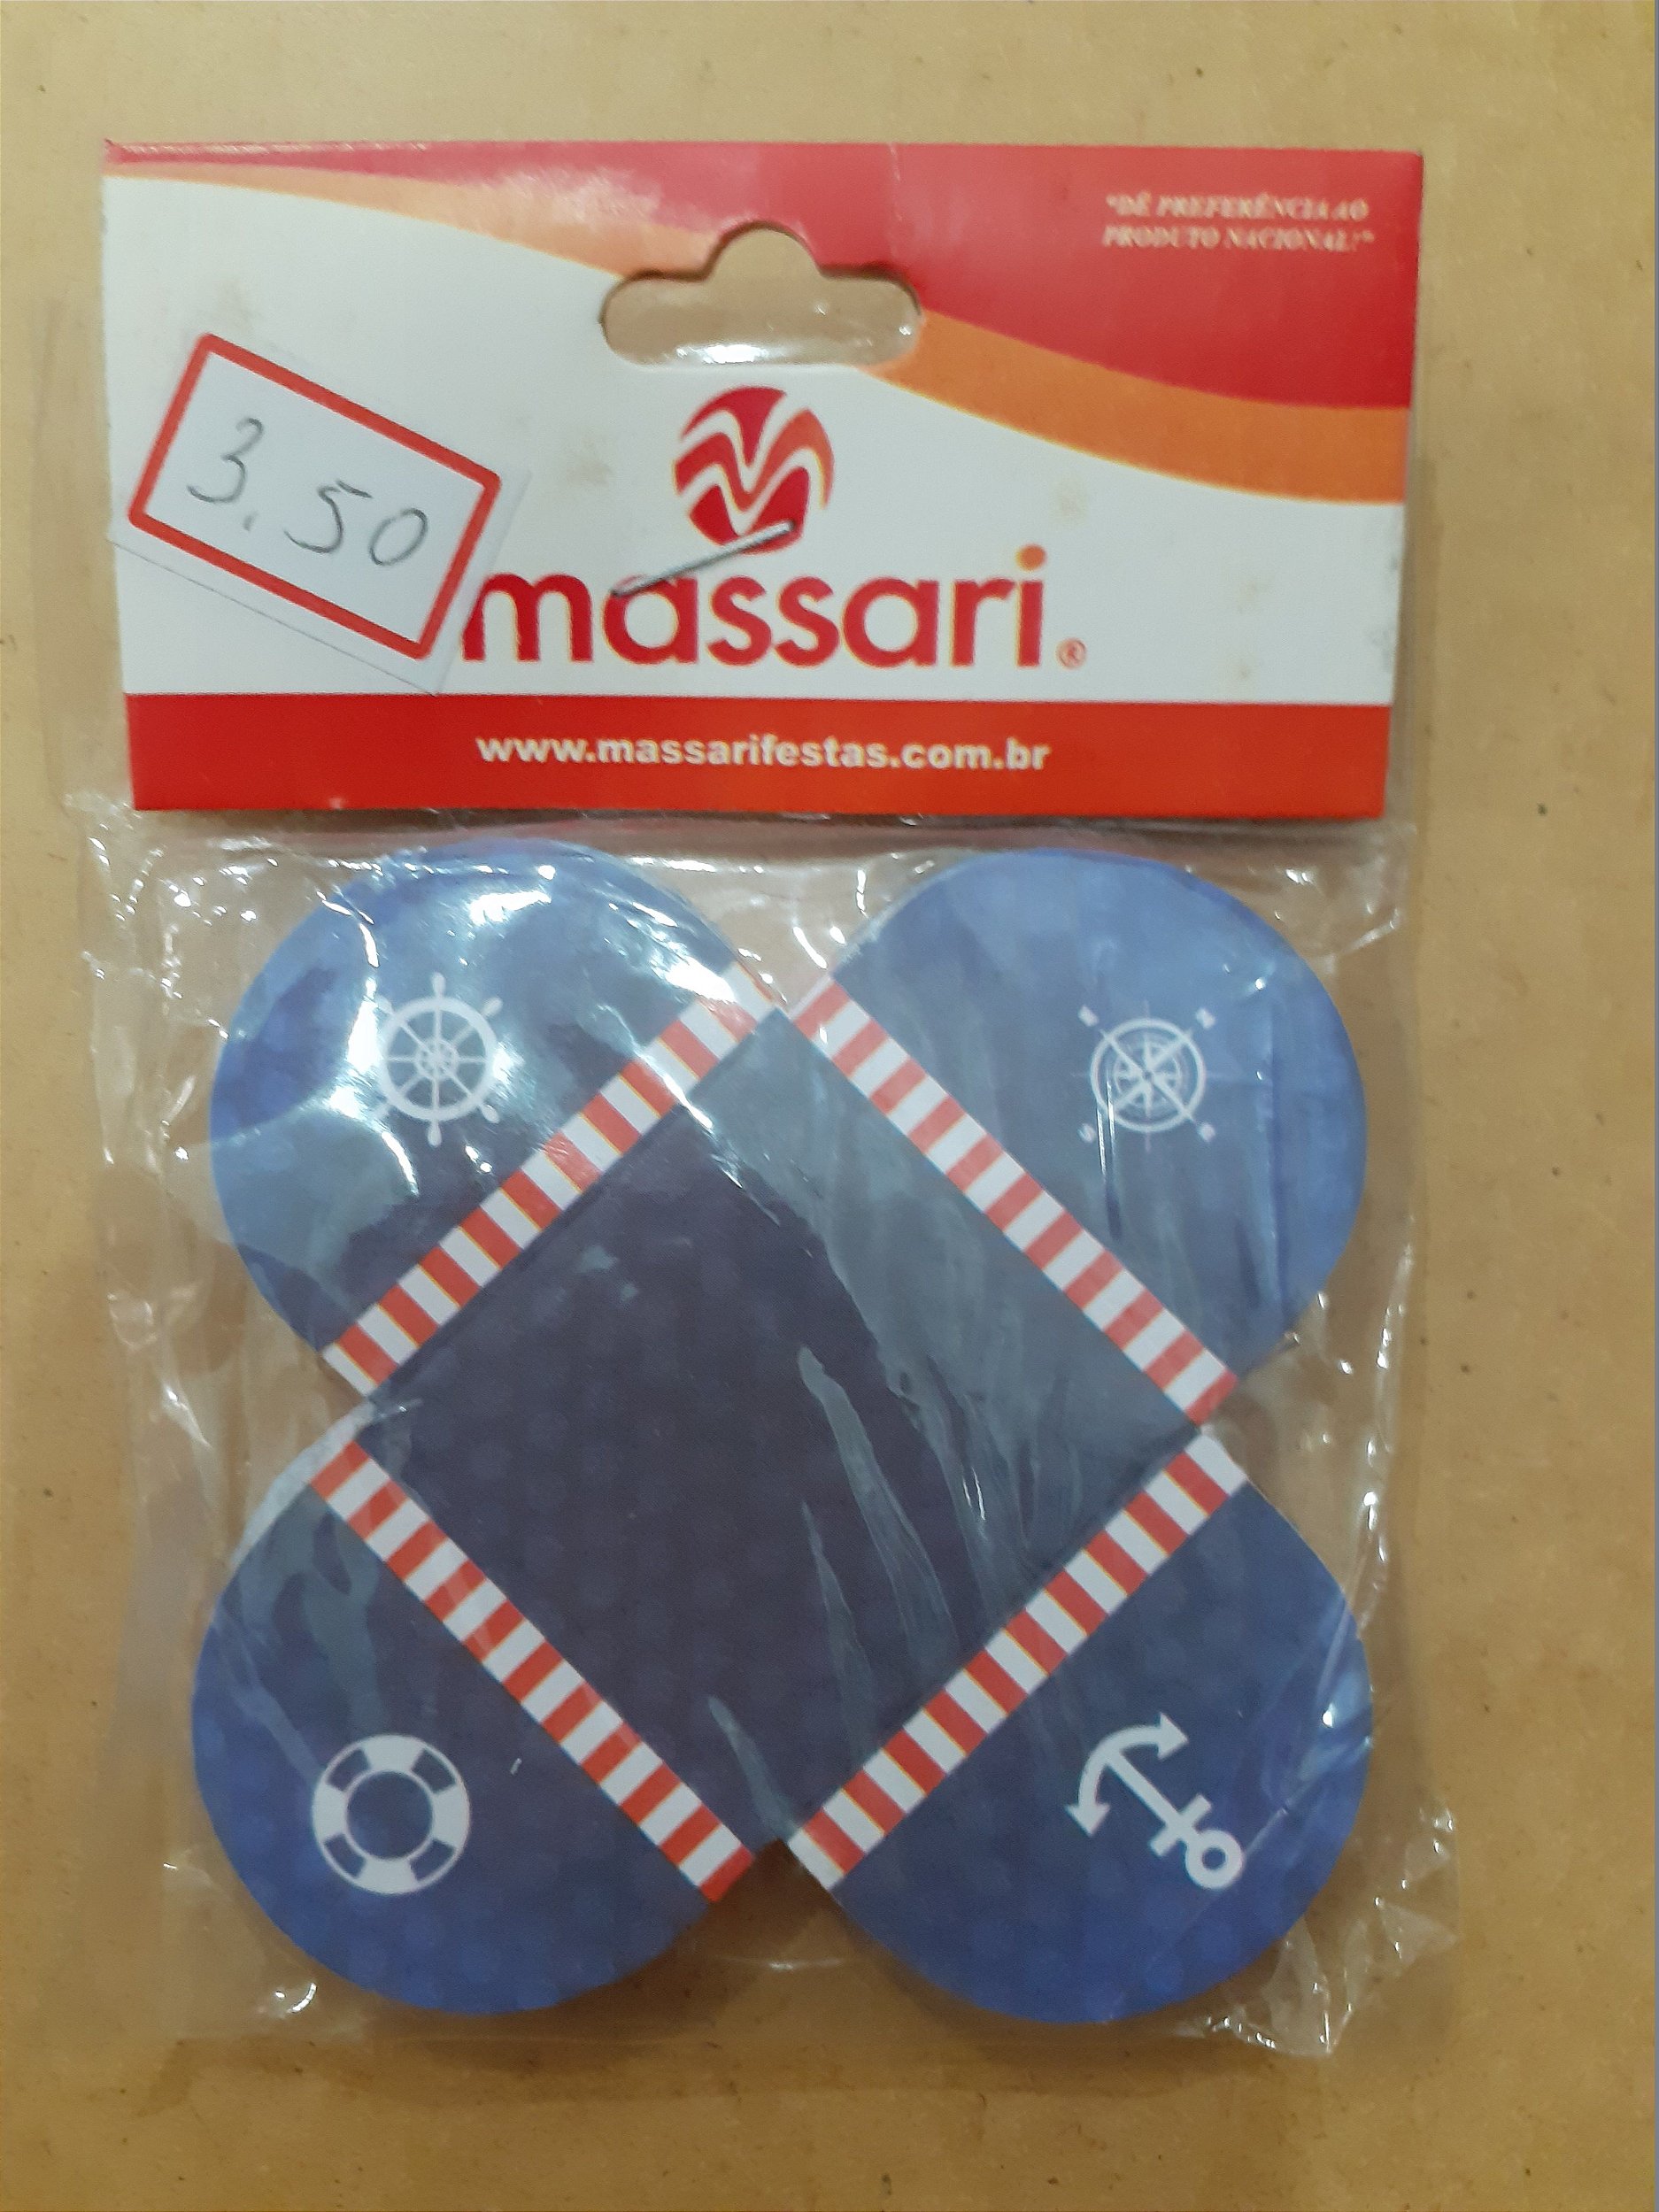 "DÊ PREFERÊNCIA AO
PRODUTO NACIONAL!"
3.50
massari®
www.massarifestas.com.br